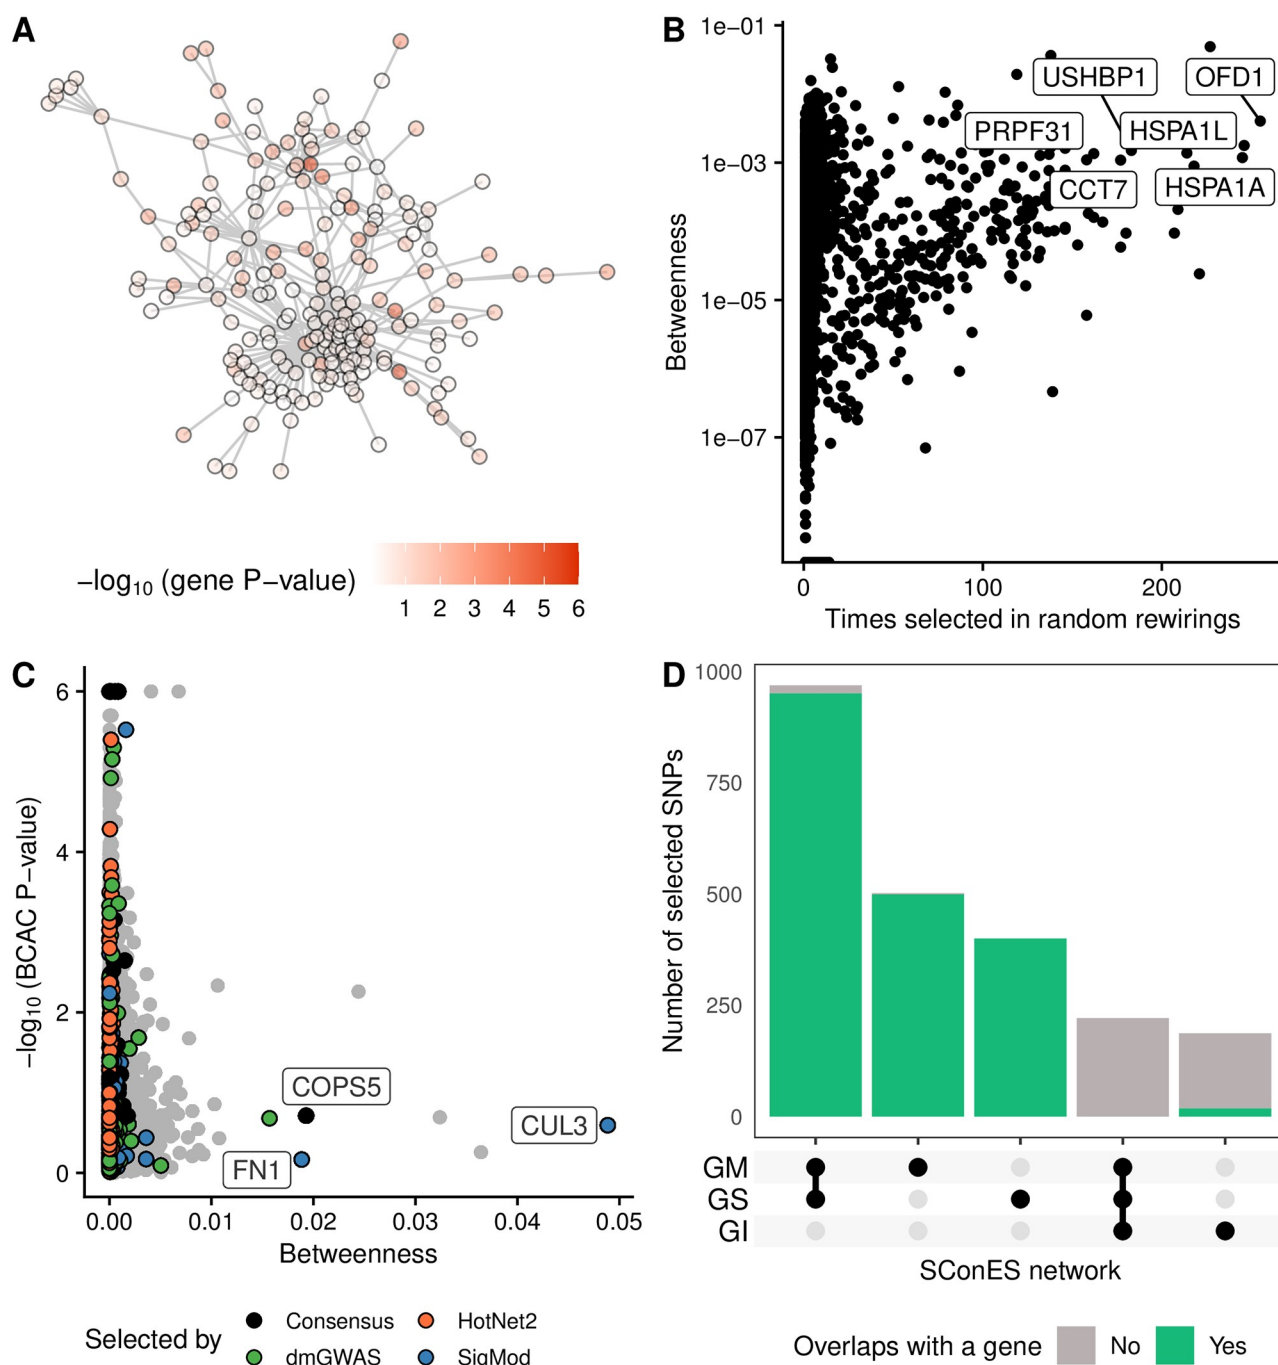 A
−log₁₀ (gene P−value)
1 2 3 4 5 6
B
1e−01
1e−03
1e−05
1e−07
Betweenness
USHBP1
OFD1
PRPF31
HSPA1L
CCT7
HSPA1A
0 100 200
Times selected in random rewirings
C
6
4
2
0
−log₁₀ (BCAC P−value)
COPS5
CUL3
FN1
0.00 0.01 0.02 0.03 0.04 0.05
Betweenness
Selected by
Consensus
HotNet2
dmGWAS
SigMod
D
1000
750
500
250
0
Number of selected SNPs
GM
GS
GI
SConES network
Overlaps with a gene No Yes